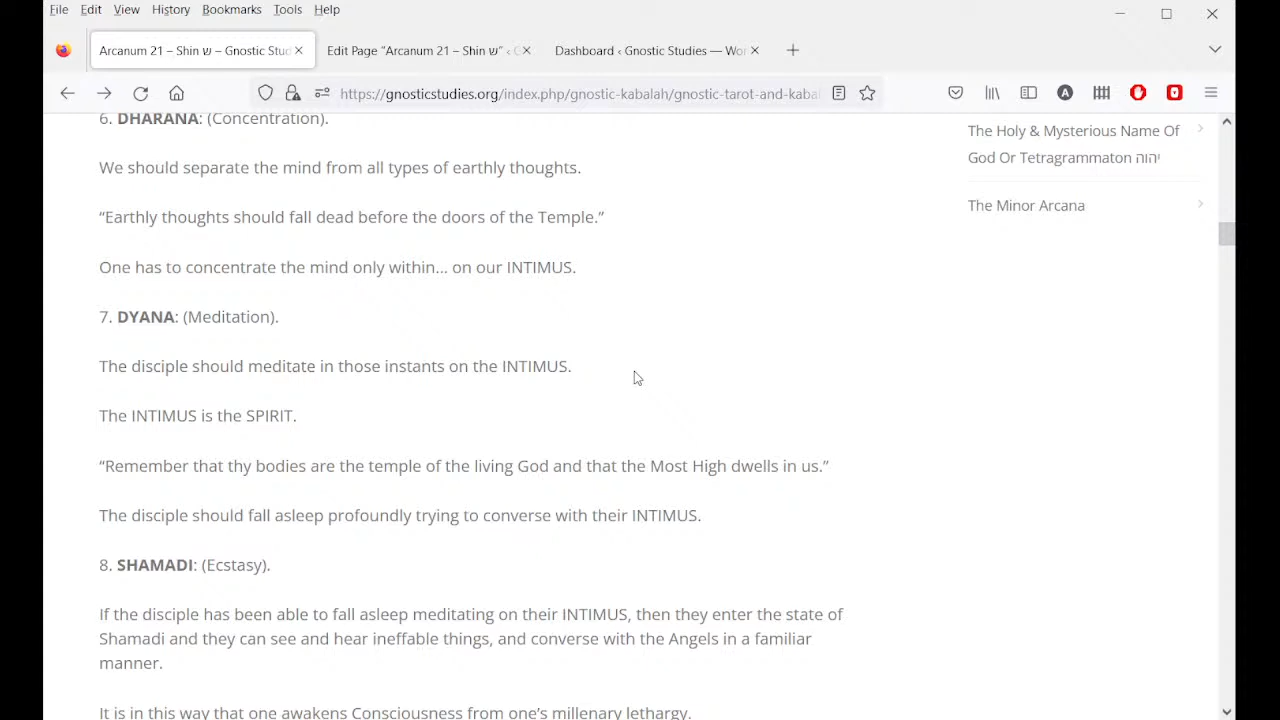 File Edit View History Bookmarks Tools Help
Arcanum 21 – Shin ש – Gnostic Stud
Edit Page “Arcanum 21 – Shin ש” ‹ G
Dashboard ‹ Gnostic Studies — Wor
https://gnosticstudies.org/index.php/gnostic-kabalah/gnostic-tarot-and-kabal
6. DHARANA: (Concentration).
We should separate the mind from all types of earthly thoughts.
“Earthly thoughts should fall dead before the doors of the Temple.”
One has to concentrate the mind only within... on our INTIMUS.
7. DYANA: (Meditation).
The disciple should meditate in those instants on the INTIMUS.
The INTIMUS is the SPIRIT.
“Remember that thy bodies are the temple of the living God and that the Most High dwells in us.”
The disciple should fall asleep profoundly trying to converse with their INTIMUS.
8. SHAMADI: (Ecstasy).
If the disciple has been able to fall asleep meditating on their INTIMUS, then they enter the state of
Shamadi and they can see and hear ineffable things, and converse with the Angels in a familiar
manner.
It is in this way that one awakens Consciousness from one’s millenary lethargy.
The Holy & Mysterious Name Of
God Or Tetragrammaton יהוה
The Minor Arcana